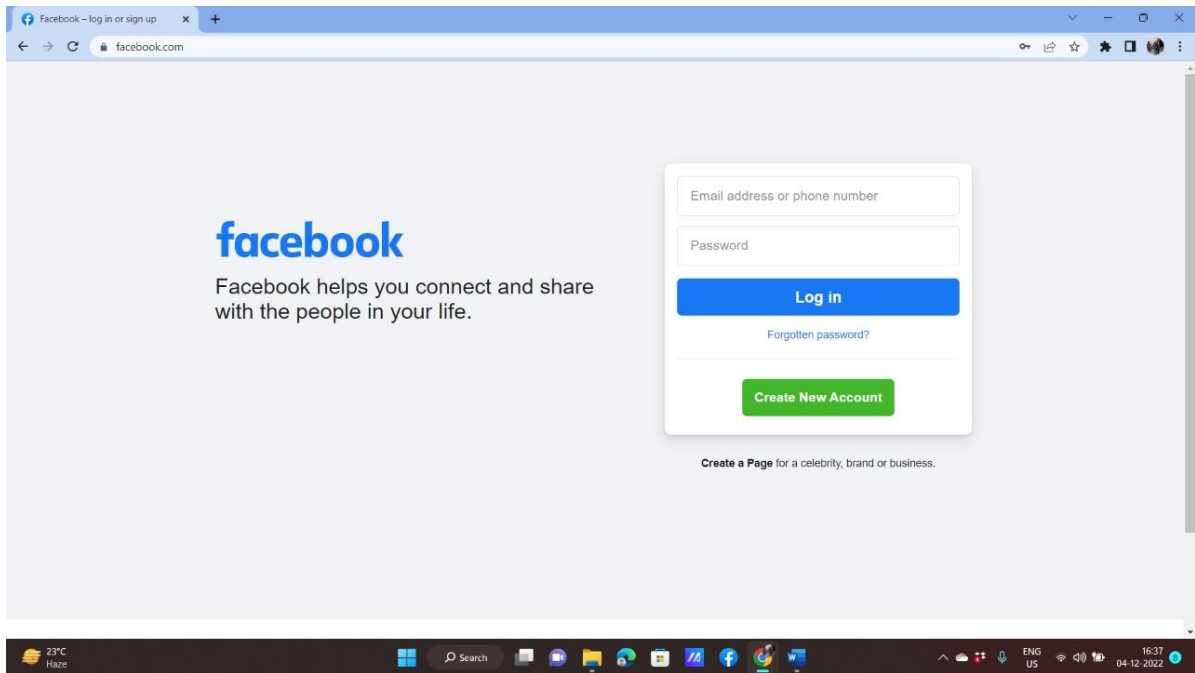 Facebook – log in or sign up
facebook.com
facebook
Facebook helps you connect and share
with the people in your life.
Email address or phone number
Password
Log in
Forgotten password?
Create New Account
Create a Page for a celebrity, brand or business.
23°C
Haze
Search
ENG
US
16:37
04-12-2022
8